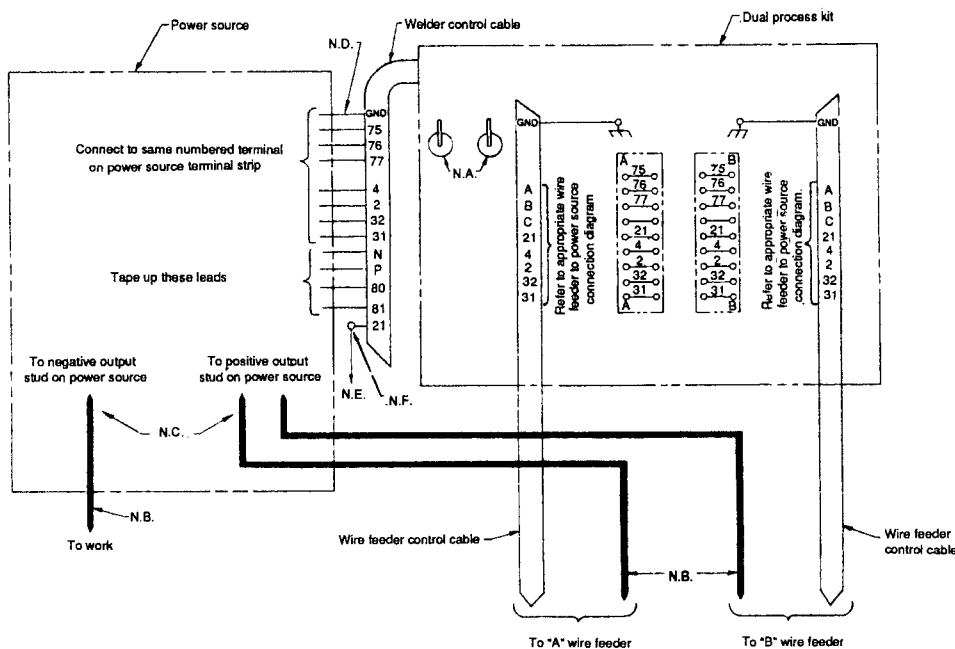 Power source
N.D.
Welder control cable
Dual process kit
Connect to same numbered terminal
on power source terminal strip
GND
75
76
77
4
2
32
31
Tape up these leads
N
P
80
81
21
N.E.
N.F.
N.A.
GND
A
B
C
21
4
2
32
31
Refer to appropriate wire
feeder to power source
connection diagram
A
75
76
77
21
4
2
32
31
A
B
75
76
77
21
4
2
32
31
B
Refer to appropriate wire
feeder to power source
connection diagram.
GND
A
B
C
21
4
2
32
31
To negative output
stud on power source
To positive output
stud on power source
N.C.
N.B.
To work
Wire feeder control cable
N.B.
Wire feeder
control cable
To "A" wire feeder
To "B" wire feeder